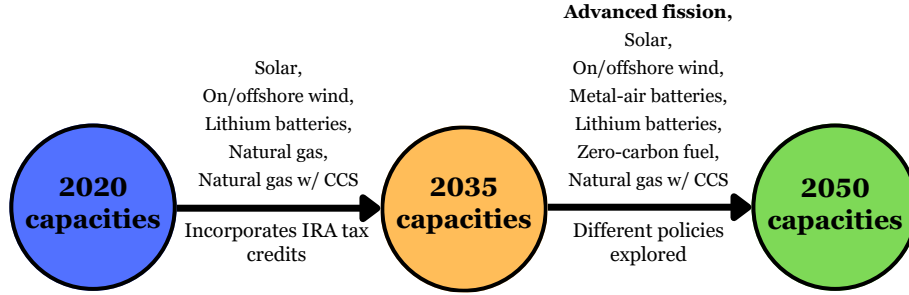 2020
capacities
Solar,
On/offshore wind,
Lithium batteries,
Natural gas,
Natural gas w/ CCS
Incorporates IRA tax
credits
2035
capacities
Advanced fission,
Solar,
On/offshore wind,
Metal-air batteries,
Lithium batteries,
Zero-carbon fuel,
Natural gas w/ CCS
Different policies
explored
2050
capacities